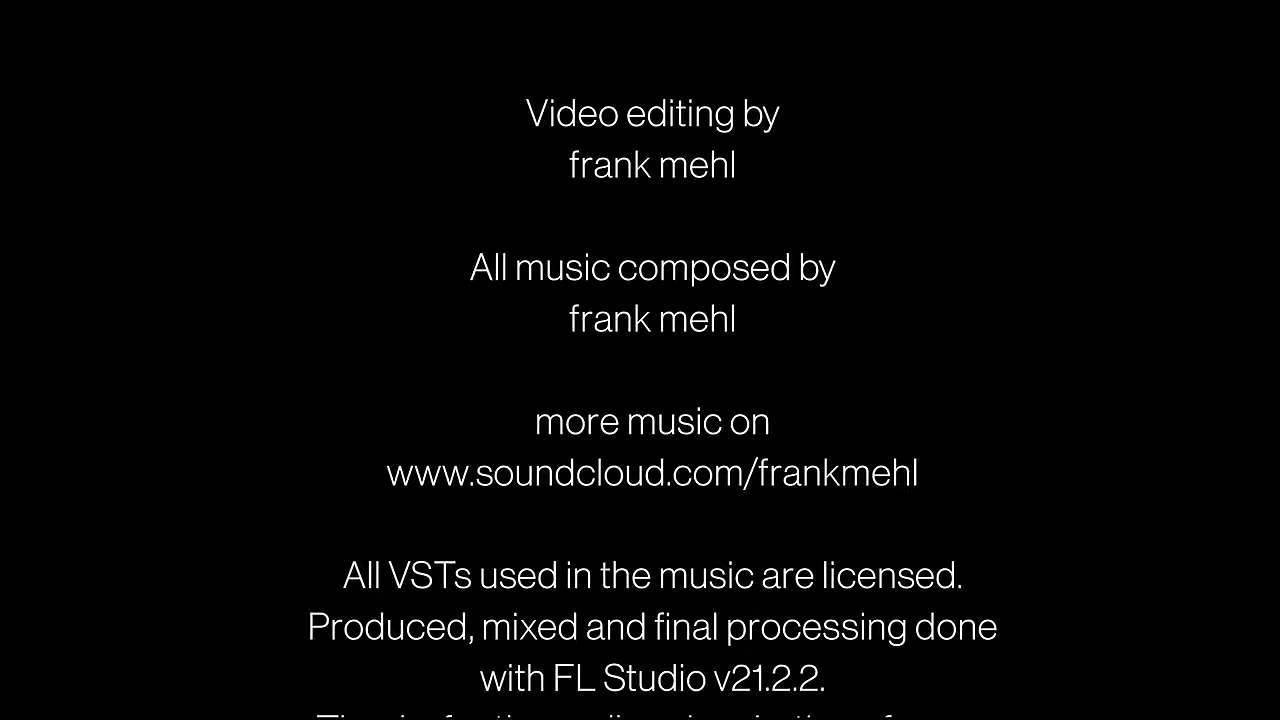 Video editing by
frank mehl
All music composed by
frank mehl
more music on
www.soundcloud.com/frankmehl
All VSTs used in the music are licensed.
Produced, mixed and final processing done
with FL Studio v21.2.2.